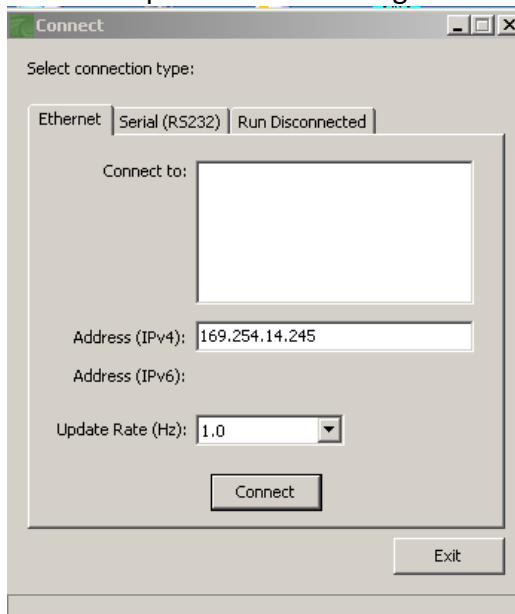 Connect
Select connection type:
Ethernet Serial (RS232) Run Disconnected
Connect to:
Address (IPv4): 169.254.14.245
Address (IPv6):
Update Rate (Hz): 1.0
Connect
Exit